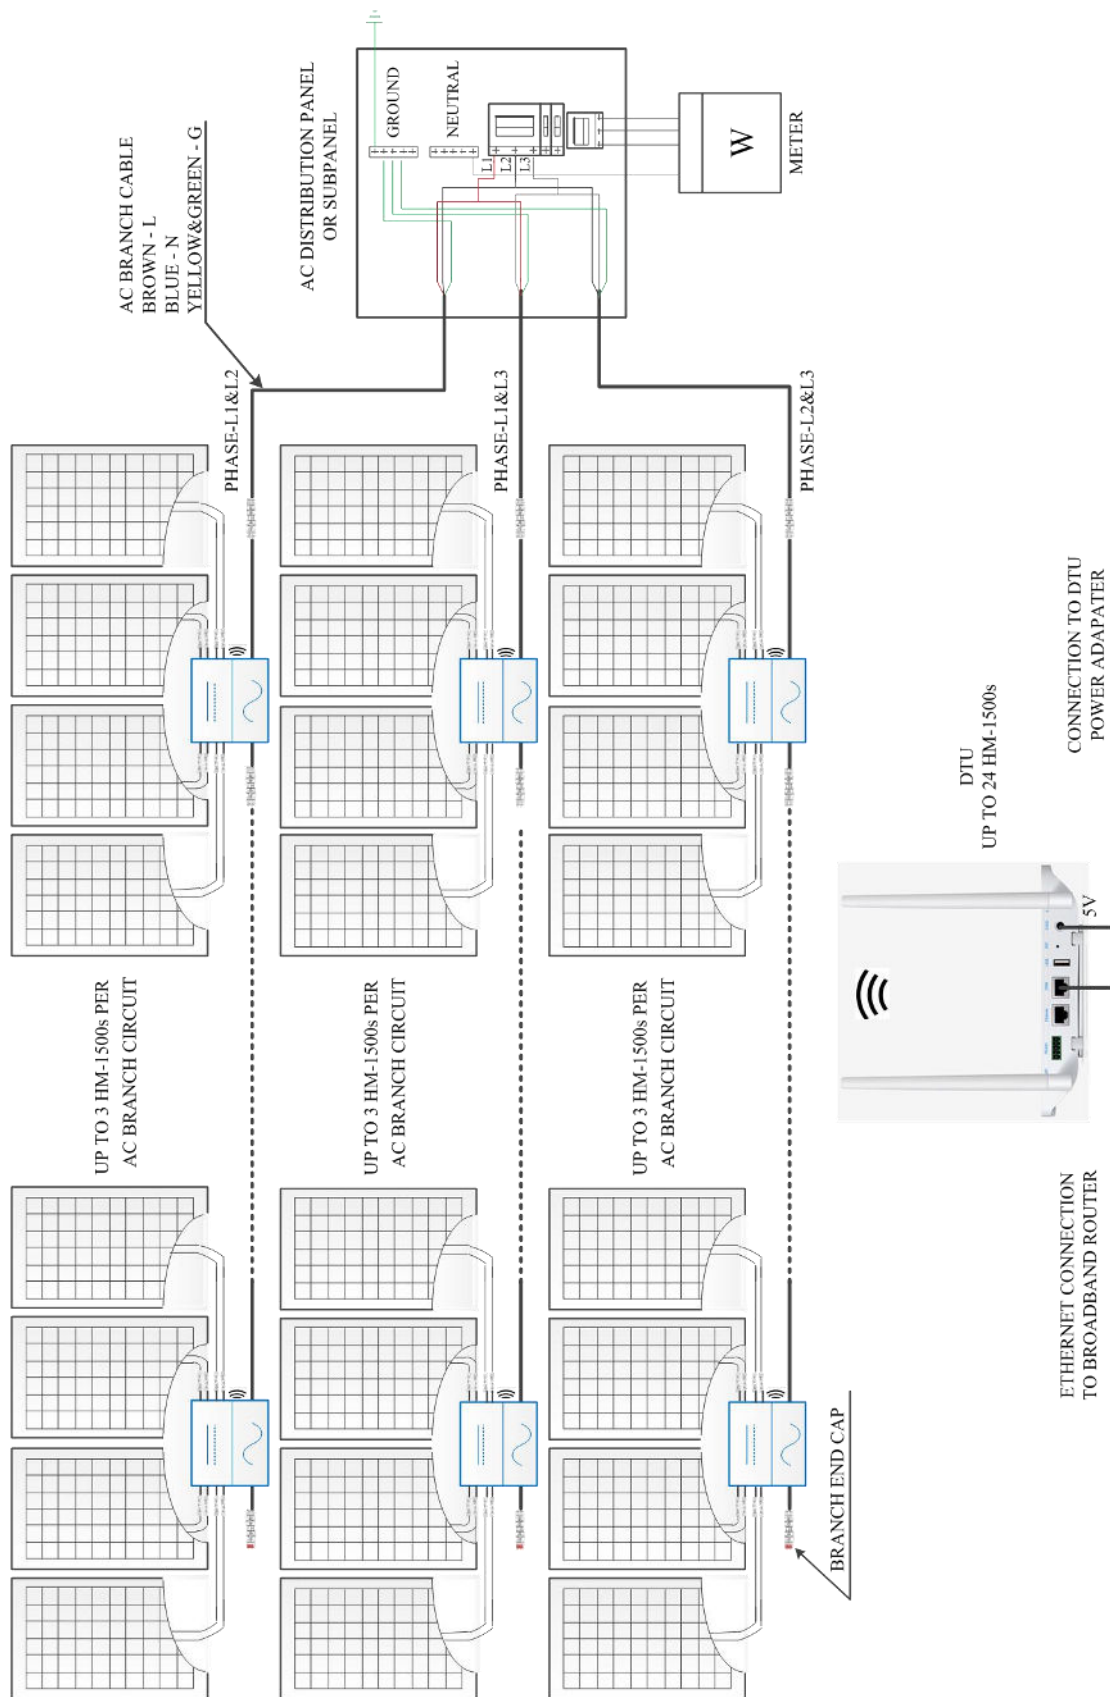 AC BRANCH CABLE
BROWN - L
BLUE - N
YELLOW&GREEN - G
AC DISTRIBUTION PANEL
OR SUBPANEL
GROUND
NEUTRAL
L1
L2
L3
W
METER
PHASE-L1&L2
PHASE-L1&L3
PHASE-L2&L3
UP TO 3 HM-1500s PER
AC BRANCH CIRCUIT
UP TO 3 HM-1500s PER
AC BRANCH CIRCUIT
UP TO 3 HM-1500s PER
AC BRANCH CIRCUIT
BRANCH END CAP
DTU
UP TO 24 HM-1500s
5V
CONNECTION TO DTU
POWER ADAPATER
ETHERNET CONNECTION
TO BROADBAND ROUTER